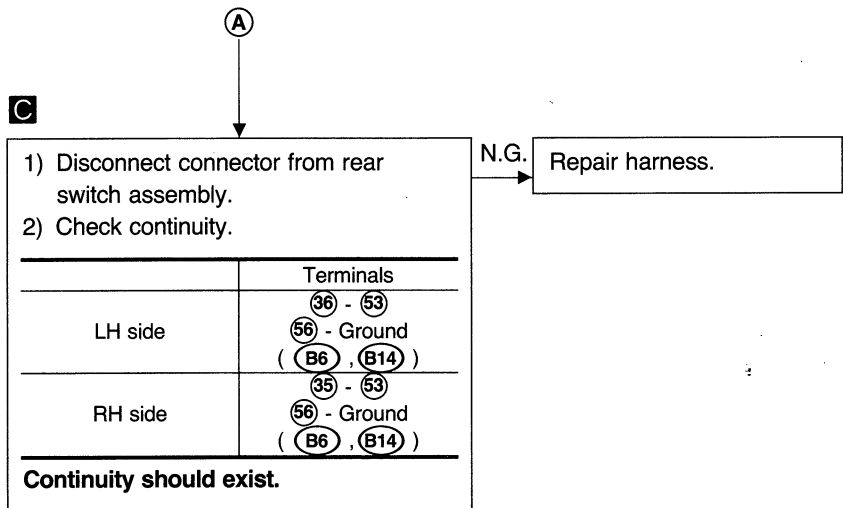 A
C
1) Disconnect connector from rear
switch assembly.
2) Check continuity.
N.G.
Repair harness.
Terminals
LH side
36 - 53
56 - Ground
( B6 , B14 )
RH side
35 - 53
56 - Ground
( B6 , B14 )
Continuity should exist.